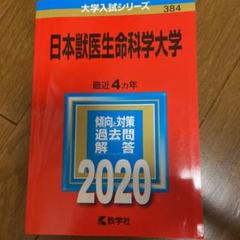 大学入試シリーズ 384
日本獣医生命科学大学
最近4カ年
傾向と対策
過去問
解答
2020
教学社